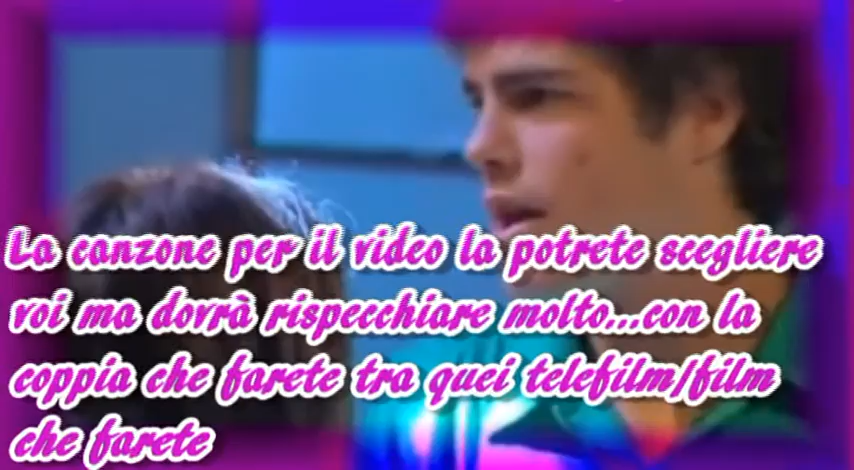 La canzone per il video la potrete scegliere
voi ma dovrà rispecchiare molto...con la
coppia che farete tra quei telefilm/film
che farete